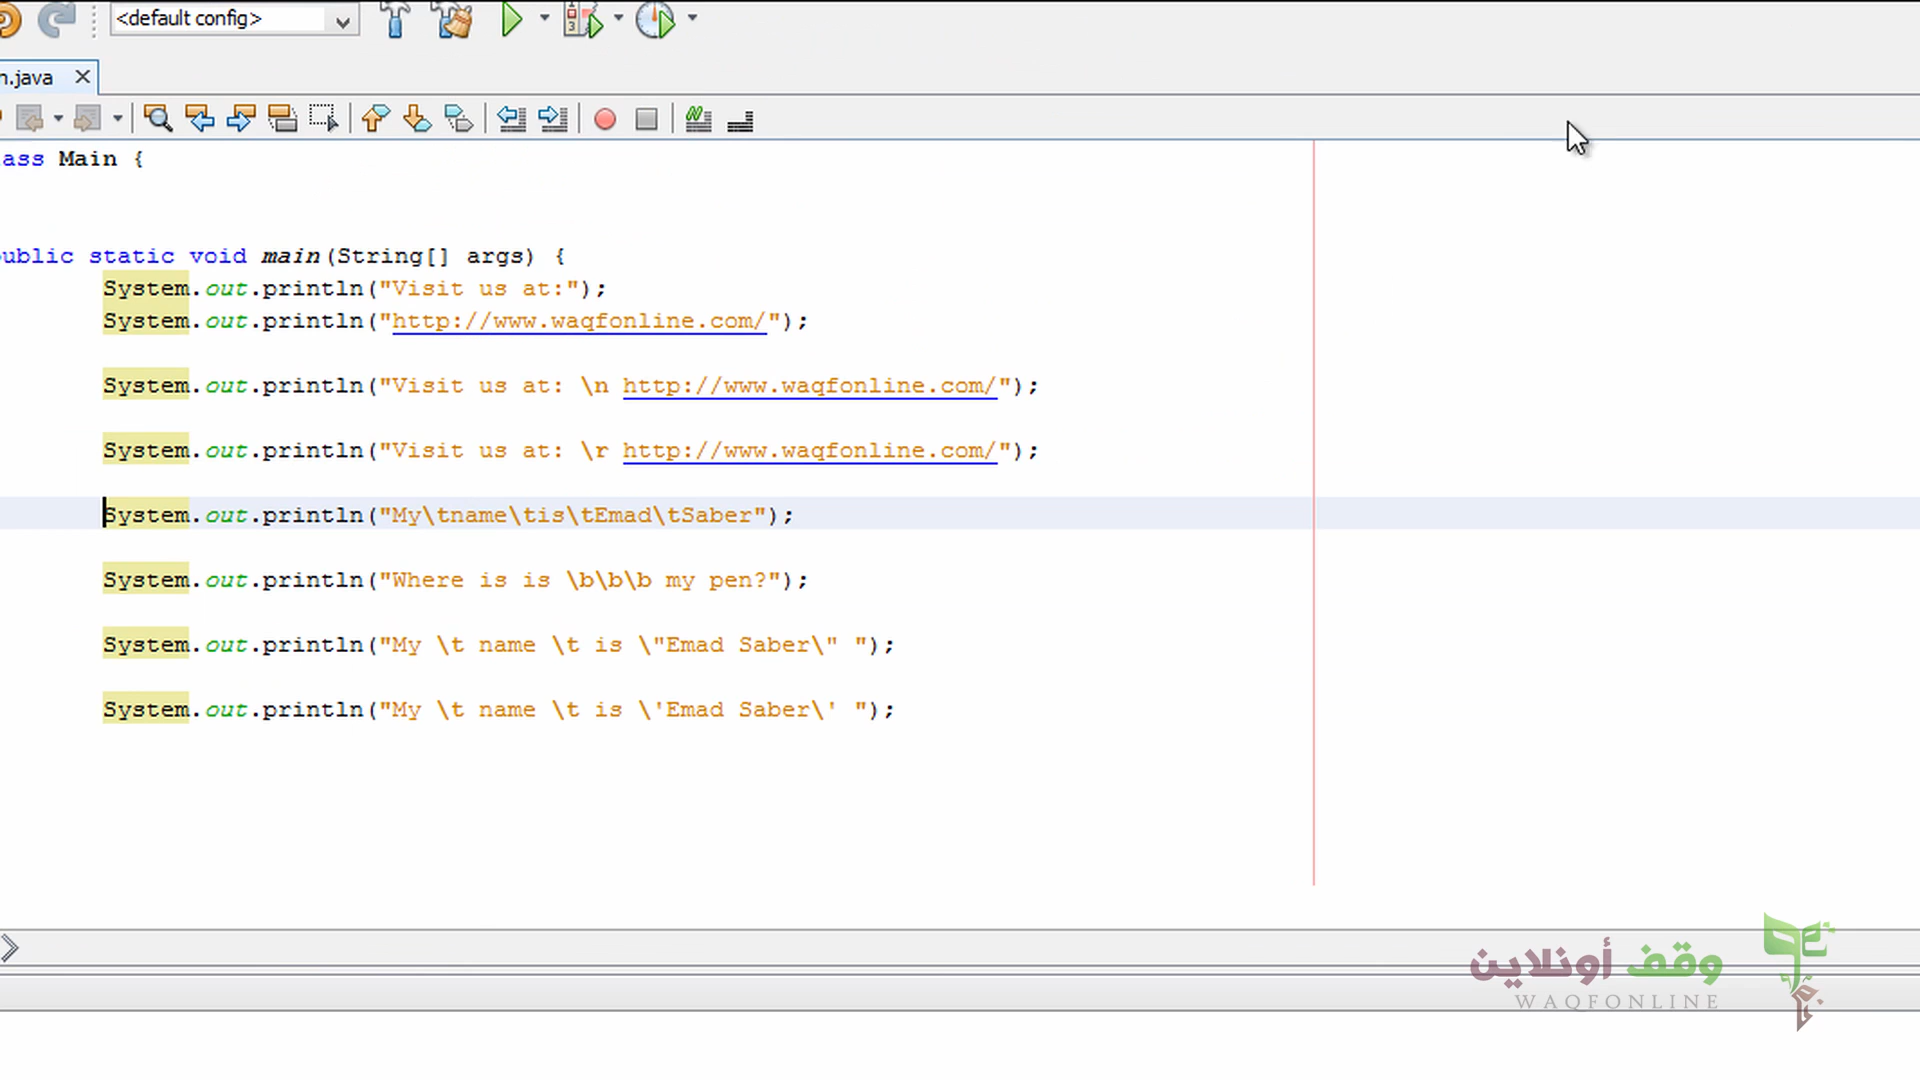 <default config>
n.java
ass Main {
ublic static void main(String[] args) {
System.out.println("Visit us at:");
System.out.println("http://www.waqfonline.com/");
System.out.println("Visit us at: \n http://www.waqfonline.com/");
System.out.println("Visit us at: \r http://www.waqfonline.com/");
System.out.println("My\tname\tis\tEmad\tSaber");
System.out.println("Where is is \b\b\b my pen?");
System.out.println("My \t name \t is \"Emad Saber\" ");
System.out.println("My \t name \t is \'Emad Saber\' ");
وقف أونلاين
WAQFONLINE